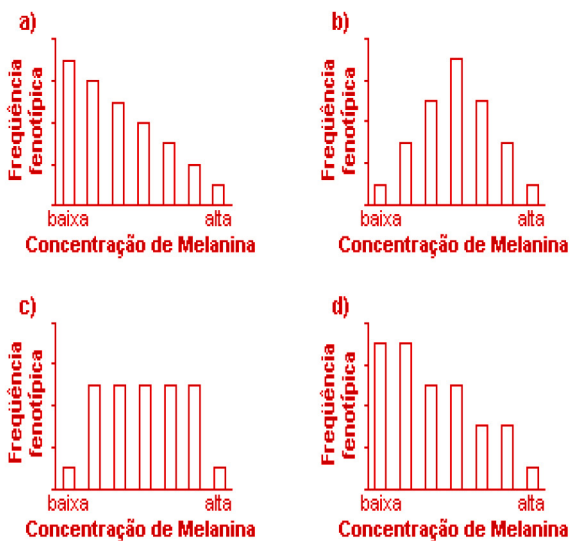 a)
Freqüência
fenotípica
baixa alta
Concentração de Melanina
b)
Freqüência
fenotípica
baixa alta
Concentração de Melanina
c)
Freqüência
fenotípica
baixa alta
Concentração de Melanina
d)
Freqüência
fenotípica
baixa alta
Concentração de Melanina